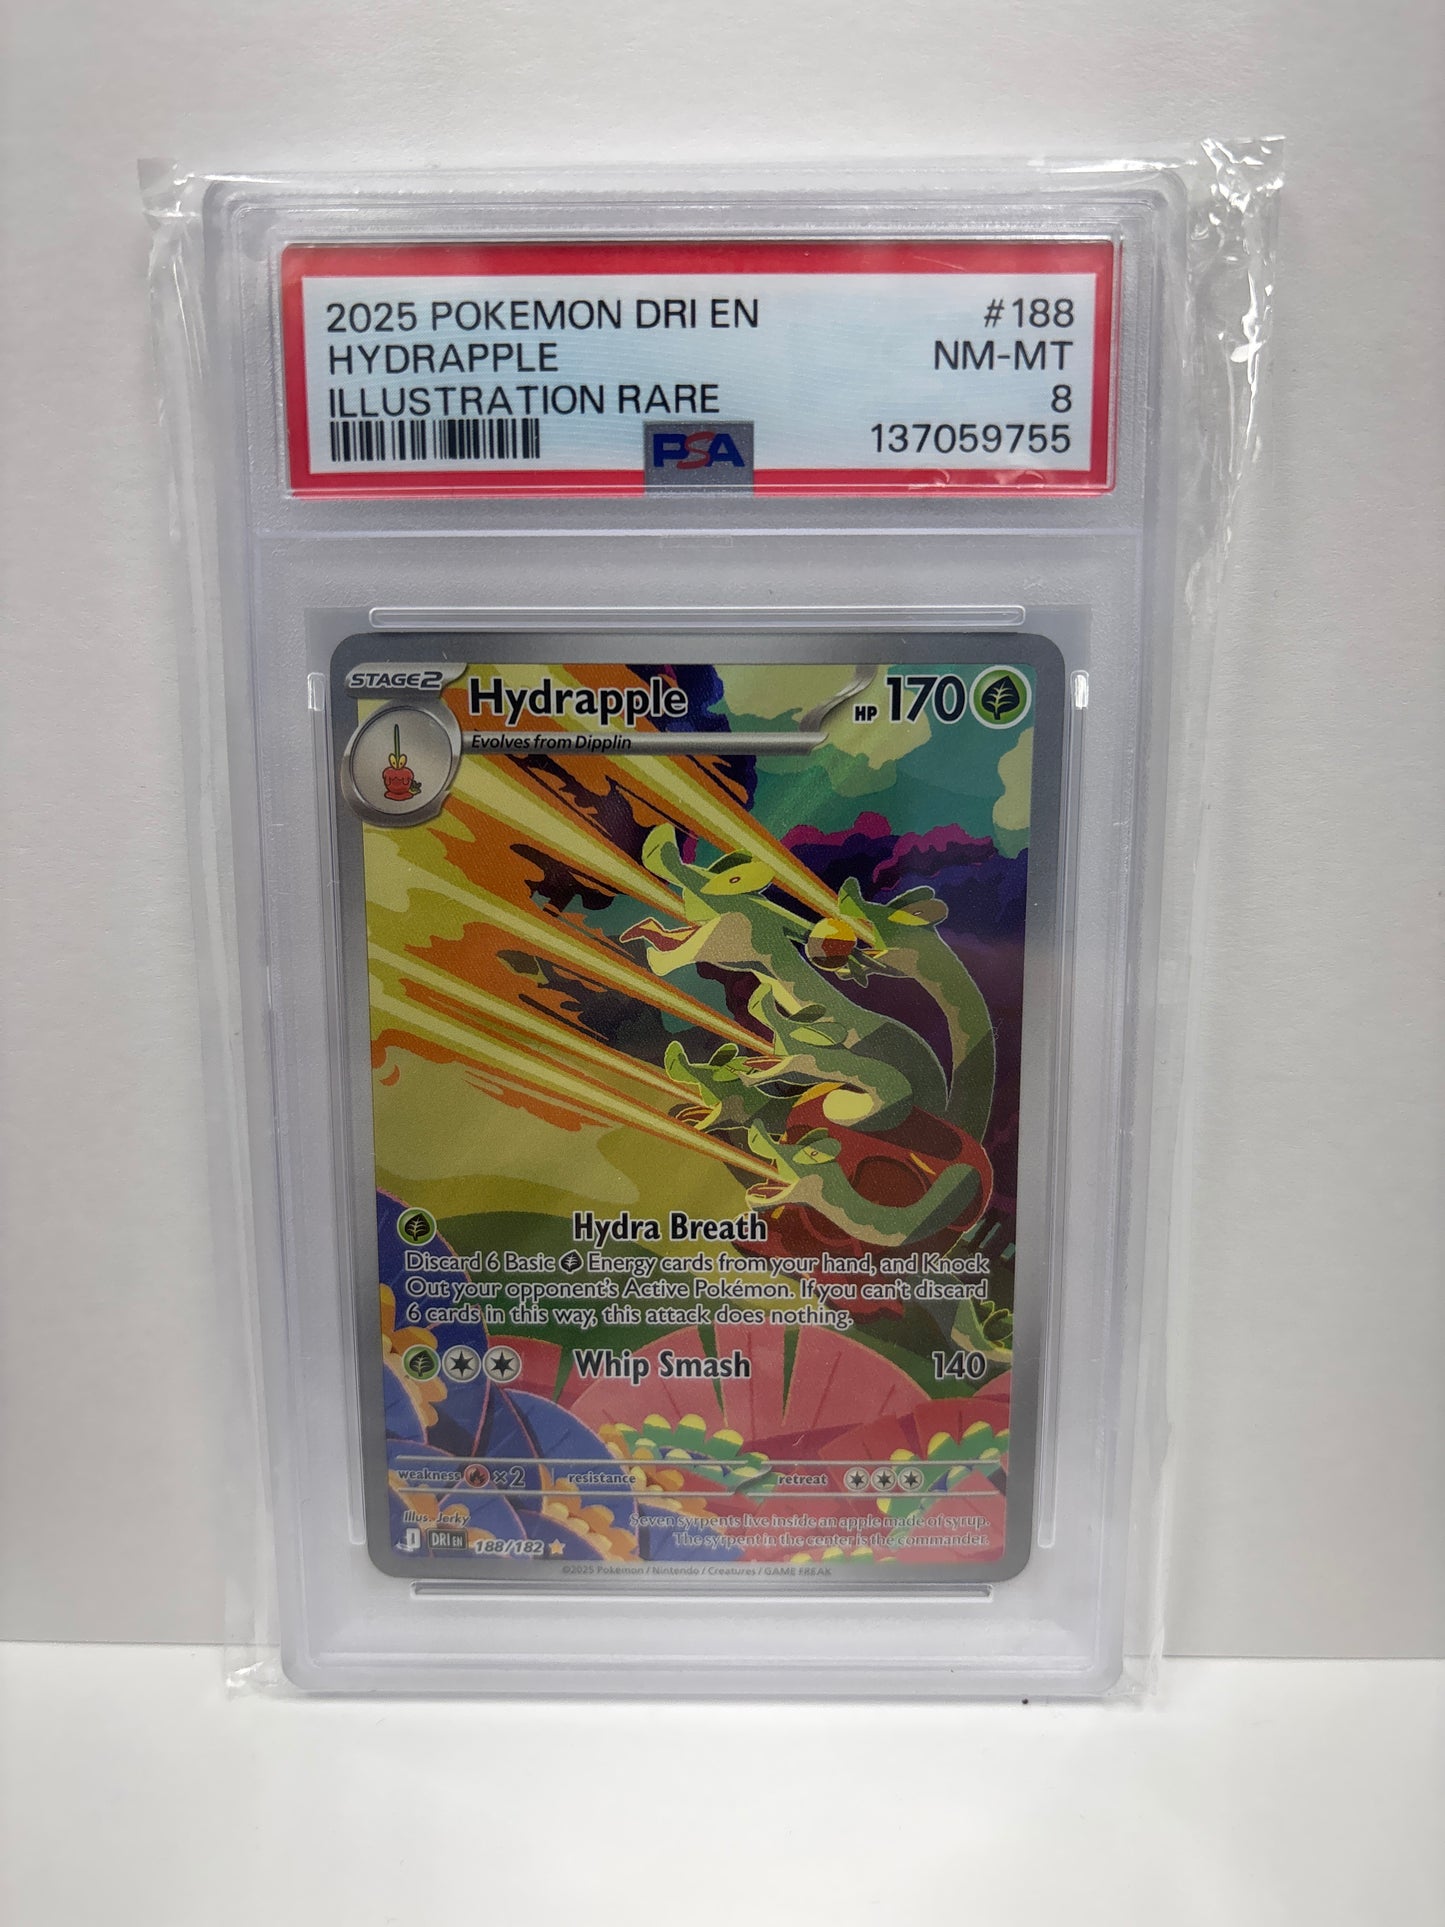 2025 POKEMON DRI EN #188
HYDRAPPLE NM-MT
ILLUSTRATION RARE 8
PSA 137059755
STAGE2 Hydrapple HP 170
Evolves from Dipplin
Hydra Breath
Discard 6 Basic Energy cards from your hand, and Knock
Out your opponent's Active Pokémon. If you can't discard
6 cards in this way, this attack does nothing.
Whip Smash 140
weakness ×2 resistance retreat
Illus. Jerky
Seven syrpents live inside an apple made of syrup.
The syrpent in the center is the commander.
I DRI EN 188/182
©2025 Pokémon / Nintendo / Creatures / GAME FREAK